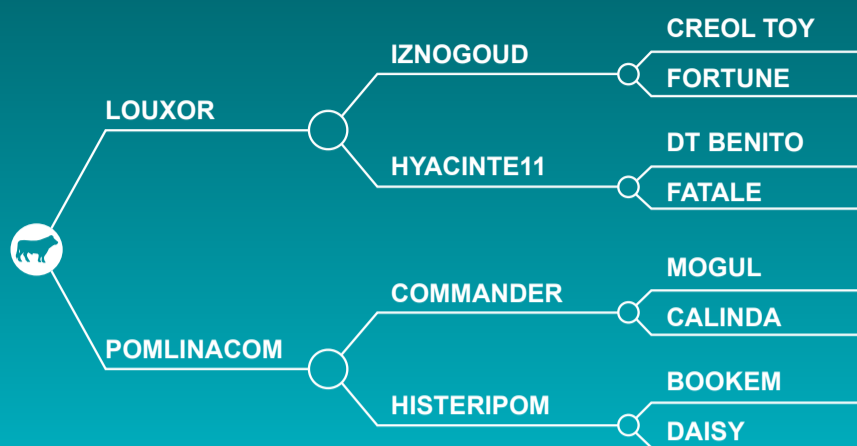 CREOL TOY
IZNOGOUD
FORTUNE
LOUXOR
DT BENITO
HYACINTE11
FATALE
MOGUL
COMMANDER
CALINDA
POMLINACOM
BOOKEM
HISTERIPOM
DAISY